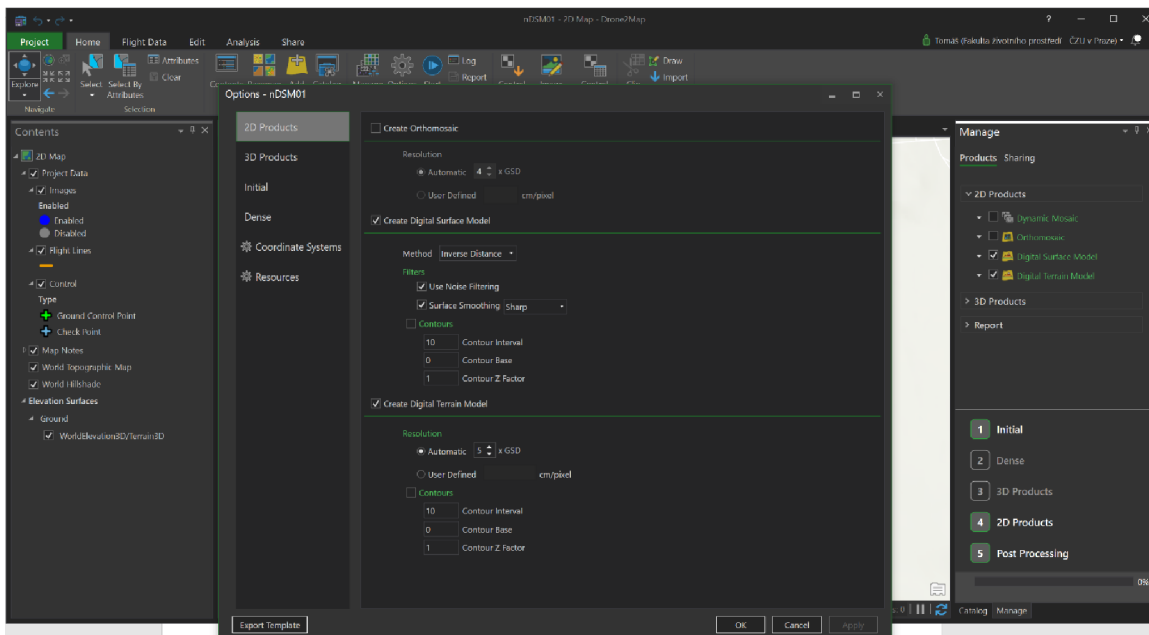 nDSM01 - 2D Map - Drone2Map
Project Home Flight Data Edit Analysis Share
Tomáš (Fakulta životního prostředí ČZU v Praze)
Explore
Navigate
Select
Select By Attributes
Attributes
Clear
Selection
Log
Report
Draw
Import
Contents
2D Map
Project Data
Images
Enabled
Enabled
Disabled
Flight Lines
Control
Type
Ground Control Point
Check Point
Map Notes
World Topographic Map
World Hillshade
Elevation Surfaces
Ground
WorldElevation3D/Terrain3D
Options - nDSM01
2D Products
3D Products
Initial
Dense
Coordinate Systems
Resources
Create Orthomosaic
Resolution
Automatic 4 x GSD
User Defined cm/pixel
Create Digital Surface Model
Method Inverse Distance
Filters
Use Noise Filtering
Surface Smoothing Sharp
Contours
10 Contour Interval
0 Contour Base
1 Contour Z Factor
Create Digital Terrain Model
Resolution
Automatic 5 x GSD
User Defined cm/pixel
Contours
10 Contour Interval
0 Contour Base
1 Contour Z Factor
Export Template
OK Cancel Apply
Manage
Products Sharing
2D Products
Dynamic Mosaic
Orthomosaic
Digital Surface Model
Digital Terrain Model
3D Products
Report
1 Initial
2 Dense
3 3D Products
4 2D Products
5 Post Processing
0%
Catalog Manage